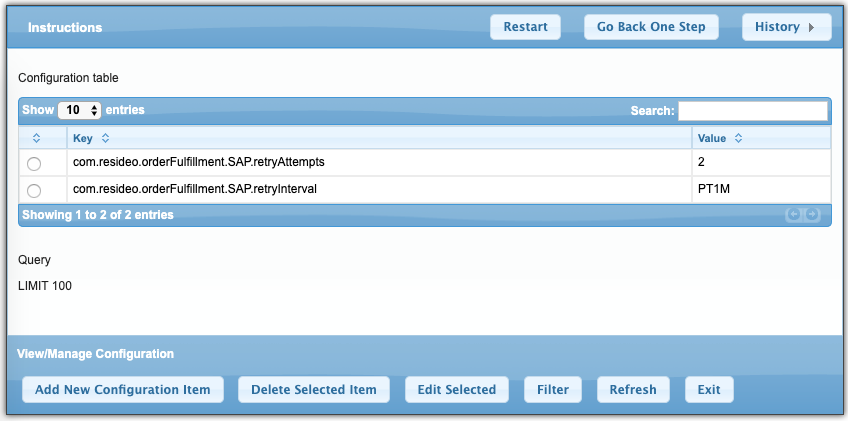 Instructions Restart Go Back One Step History
Configuration table
Show 10 entries Search:
Key Value
com.resideo.orderFulfillment.SAP.retryAttempts 2
com.resideo.orderFulfillment.SAP.retryInterval PT1M
Showing 1 to 2 of 2 entries
Query
LIMIT 100
View/Manage Configuration
Add New Configuration Item Delete Selected Item Edit Selected Filter Refresh Exit